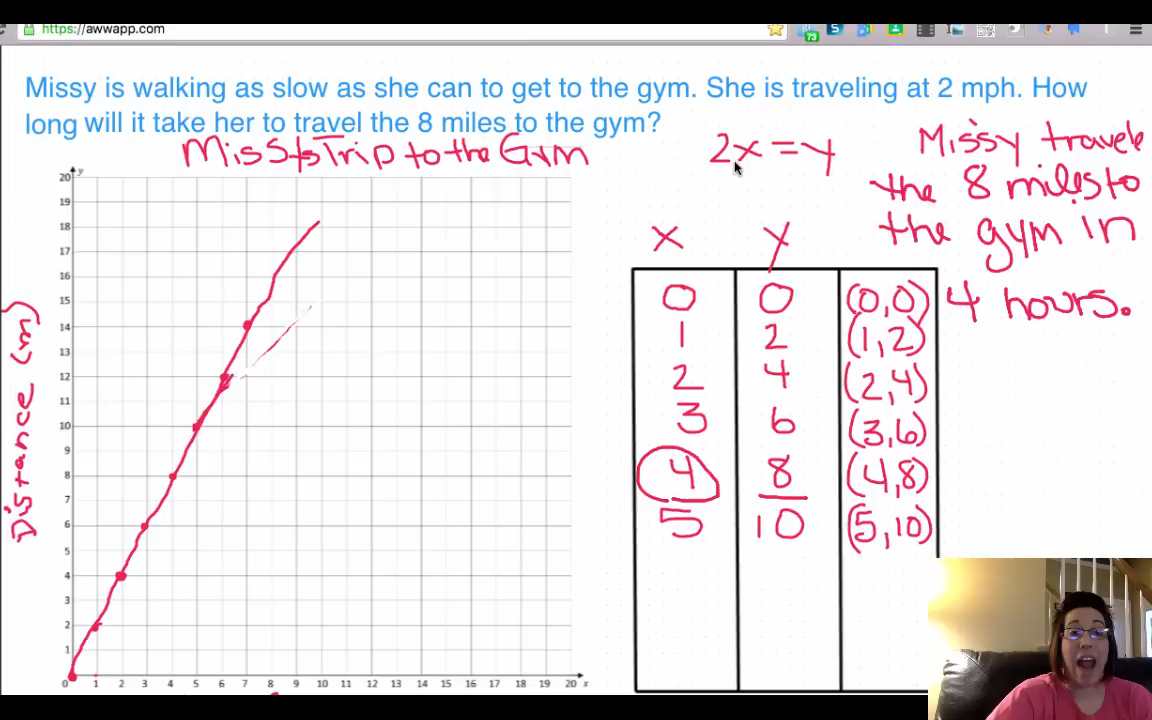 https://awwapp.com
73
Missy is walking as slow as she can to get to the gym. She is traveling at 2 mph. How
long will it take her to travel the 8 miles to the gym?
Trip to the Gym
2x = y
Missy travels
the 8 miles to
the gym in
4 hours.
x y
0 0 (0,0)
1 2 (1,2)
2 4 (2,4)
3 6 (3,6)
4 8 (4,8)
5 10 (5,10)
Distance (m)
y
20
19
18
17
16
15
14
13
12
11
10
9
8
7
6
5
4
3
2
1
0 1 2 3 4 5 6 7 8 9 10 11 12 13 14 15 16 17 18 19 20 x